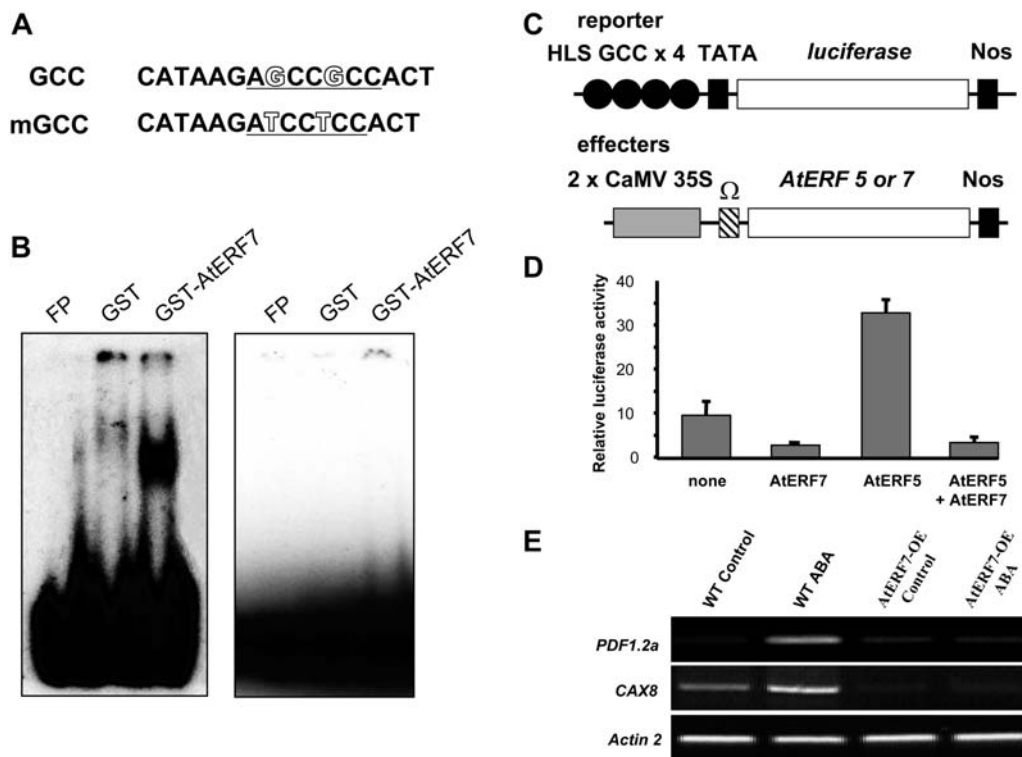 A
GCC CATAAGAGCCGCCACT
mGCC CATAAGATCCTCCACT
B
FP GST GST-AtERF7
FP GST GST-AtERF7
C
reporter
HLS GCC x 4 TATA luciferase Nos
effecters
2 x CaMV 35S Ω AtERF 5 or 7 Nos
D
Relative luciferase activity
40
30
20
10
0
none AtERF7 AtERF5 AtERF5
+ AtERF7
E
WT Control WT ABA AtERF7-OE Control AtERF7-OE ABA
PDF1.2a
CAX8
Actin 2